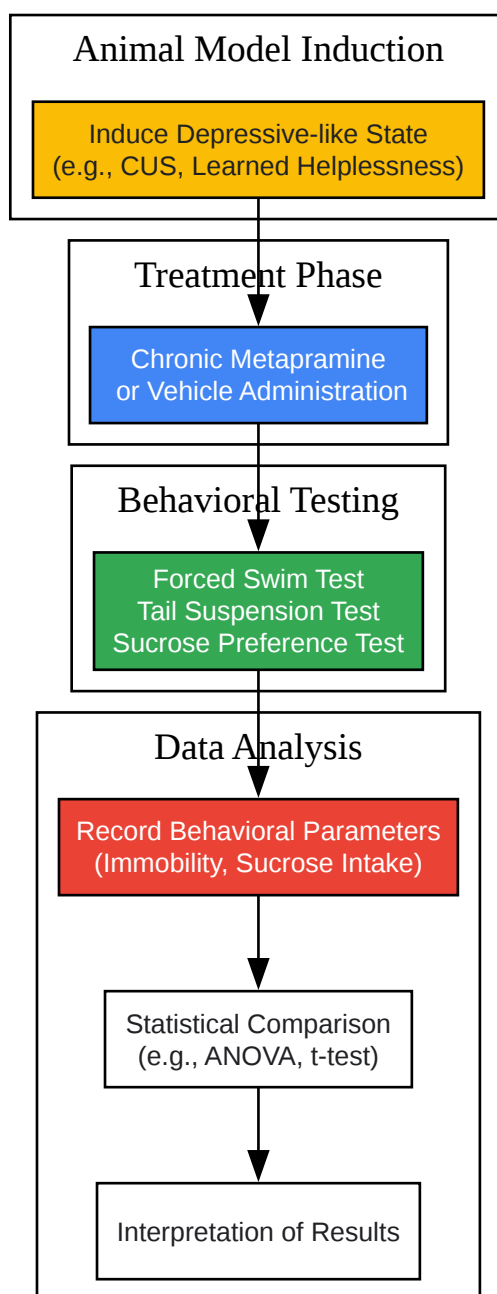 Animal Model Induction
Induce Depressive-like State
(e.g., CUS, Learned Helplessness)
Treatment Phase
Chronic Metapramine
or Vehicle Administration
Behavioral Testing
Forced Swim Test
Tail Suspension Test
Sucrose Preference Test
Data Analysis
Record Behavioral Parameters
(Immobility, Sucrose Intake)
Statistical Comparison
(e.g., ANOVA, t-test)
Interpretation of Results